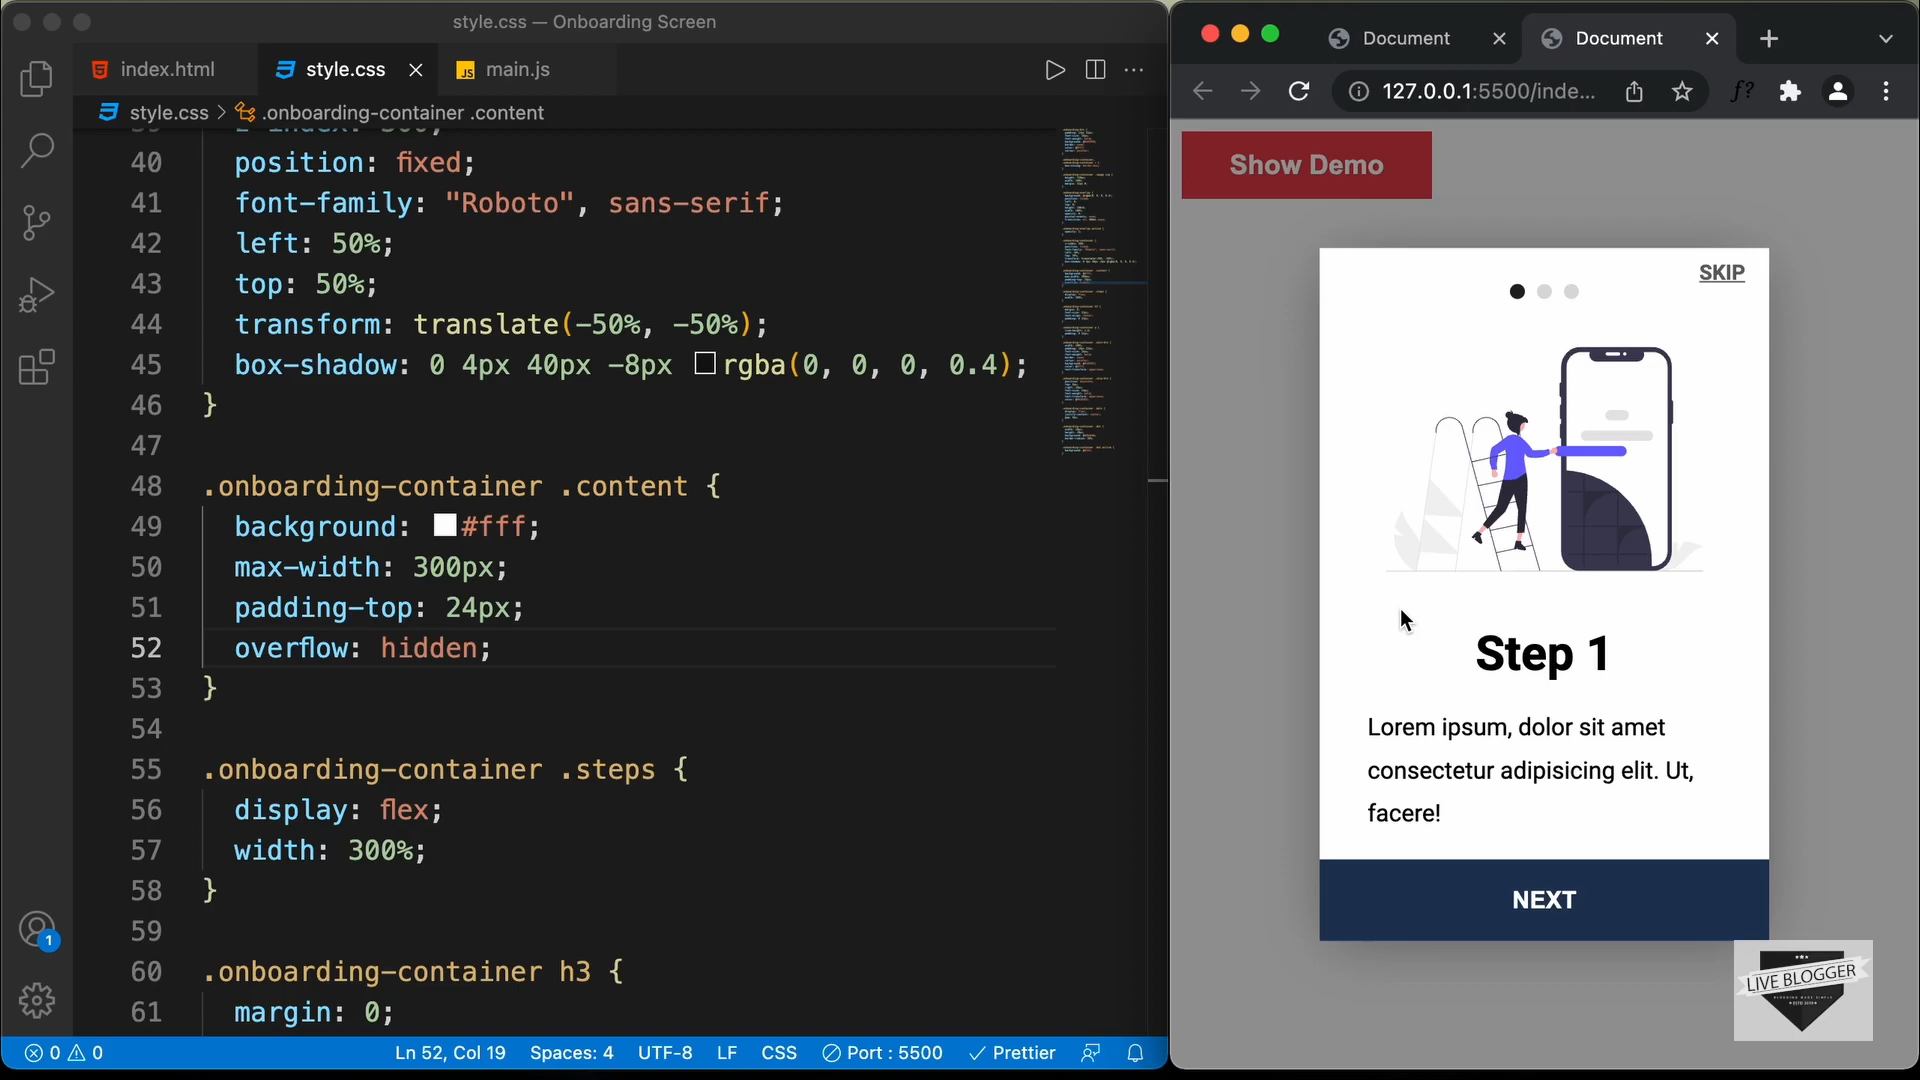 style.css — Onboarding Screen
index.html
style.css
JS main.js
style.css > .onboarding-container .content
40 position: fixed;
41 font-family: "Roboto", sans-serif;
42 left: 50%;
43 top: 50%;
44 transform: translate(-50%, -50%);
45 box-shadow: 0 4px 40px -8px rgba(0, 0, 0, 0.4);
46 }
47
48 .onboarding-container .content {
49 background: #fff;
50 max-width: 300px;
51 padding-top: 24px;
52 overflow: hidden;
53 }
54
55 .onboarding-container .steps {
56 display: flex;
57 width: 300%;
58 }
59
60 .onboarding-container h3 {
61 margin: 0;
1
0 0
Ln 52, Col 19 Spaces: 4 UTF-8 LF CSS Port : 5500 Prettier
Document
Document
127.0.0.1:5500/inde...
f?
Show Demo
SKIP
Step 1
Lorem ipsum, dolor sit amet
consectetur adipisicing elit. Ut,
facere!
NEXT
LIVE BLOGGER